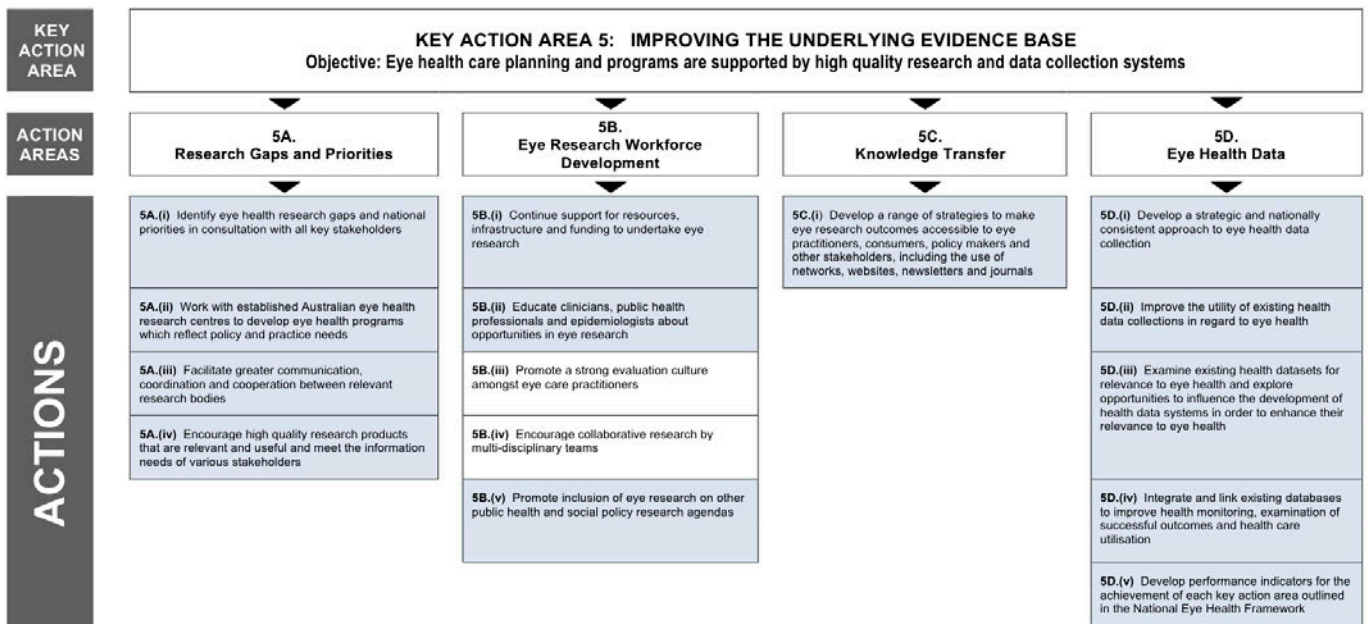 KEY
ACTION
AREA
KEY ACTION AREA 5: IMPROVING THE UNDERLYING EVIDENCE BASE
Objective: Eye health care planning and programs are supported by high quality research and data collection systems
ACTION
AREAS
5A.
Research Gaps and Priorities
5B.
Eye Research Workforce
Development
5C.
Knowledge Transfer
5D.
Eye Health Data
ACTIONS
5A.(i) Identify eye health research gaps and national
priorities in consultation with all key stakeholders
5A.(ii) Work with established Australian eye health
research centres to develop eye health programs
which reflect policy and practice needs
5A.(iii) Facilitate greater communication,
coordination and cooperation between relevant
research bodies
5A.(iv) Encourage high quality research products
that are relevant and useful and meet the information
needs of various stakeholders
5B.(i) Continue support for resources,
infrastructure and funding to undertake eye
research
5B.(ii) Educate clinicians, public health
professionals and epidemiologists about
opportunities in eye research
5B.(iii) Promote a strong evaluation culture
amongst eye care practitioners
5B.(iv) Encourage collaborative research by
multi-disciplinary teams
5B.(v) Promote inclusion of eye research on other
public health and social policy research agendas
5C.(i) Develop a range of strategies to make
eye research outcomes accessible to eye
practitioners, consumers, policy makers and
other stakeholders, including the use of
networks, websites, newsletters and journals
5D.(i) Develop a strategic and nationally
consistent approach to eye health data
collection
5D.(ii) Improve the utility of existing health
data collections in regard to eye health
5D.(iii) Examine existing health datasets for
relevance to eye health and explore
opportunities to influence the development of
health data systems in order to enhance their
relevance to eye health
5D.(iv) Integrate and link existing databases
to improve health monitoring, examination of
successful outcomes and health care
utilisation
5D.(v) Develop performance indicators for the
achievement of each key action area outlined
in the National Eye Health Framework